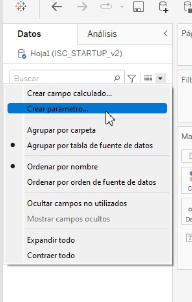 Datos
Análisis
Pá
Hoja1 (ISC_STARTUP_v2)
Buscar
Filt
Crear campo calculado...
Crear parámetro...
Agrupar por carpeta
Agrupar por tabla de fuente de datos
Ordenar por nombre
Ordenar por orden de fuente de datos
Ocultar campos no utilizados
Mostrar campos ocultos
Expandir todo
Contraer todo
Ma